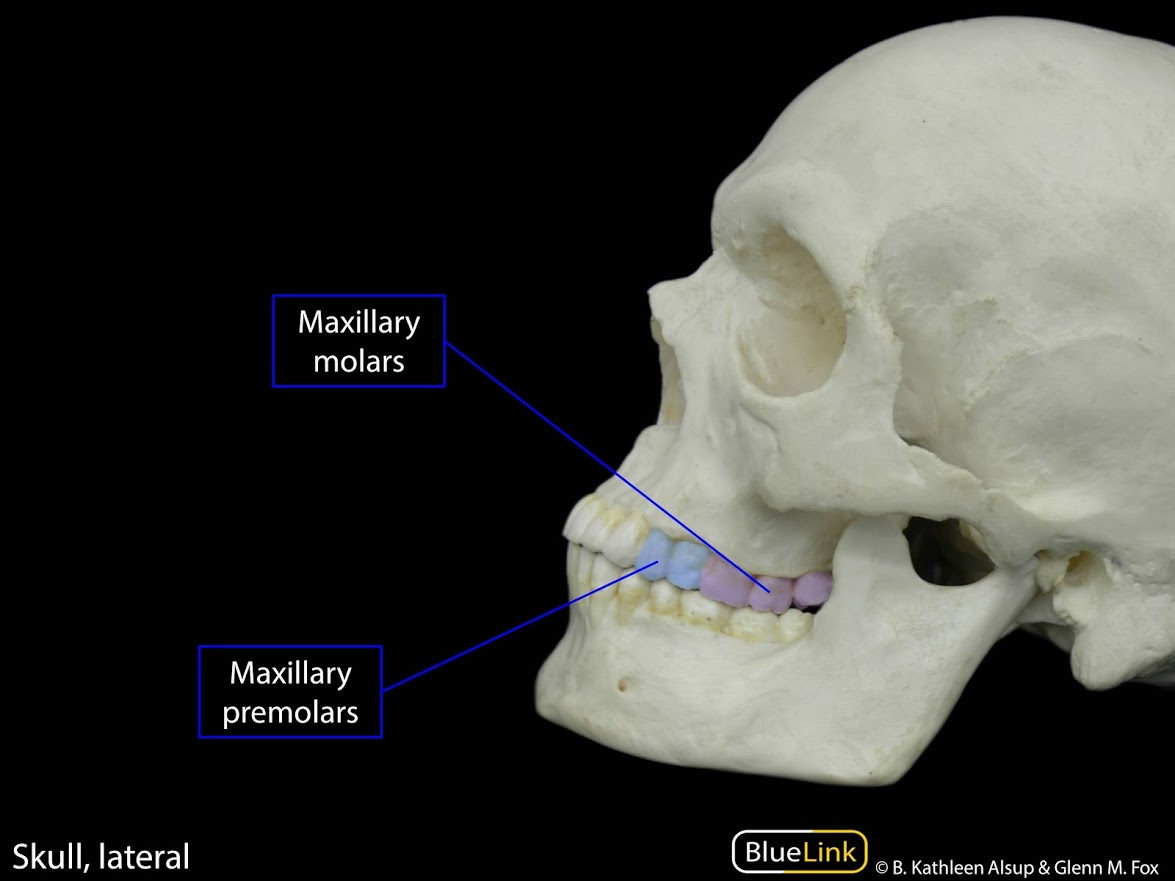 Maxillary
molars
Maxillary
premolars
Skull, lateral
BlueLink
© B. Kathleen Alsup & Glenn M. Fox